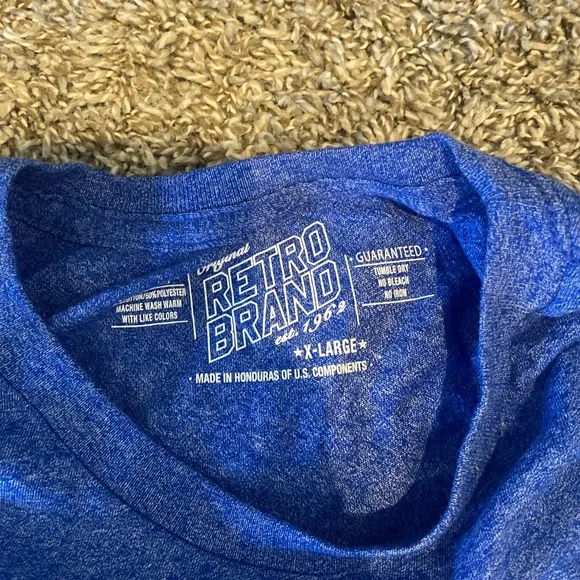 Original
RETRO
BRAND
est. 1962
★X-LARGE★
50% POLYESTER
MACHINE WASH WARM
WITH LIKE COLORS
· GUARANTEED ·
TUMBLE DRY
NO BLEACH
NO IRON
· MADE IN HONDURAS OF U.S. COMPONENTS ·